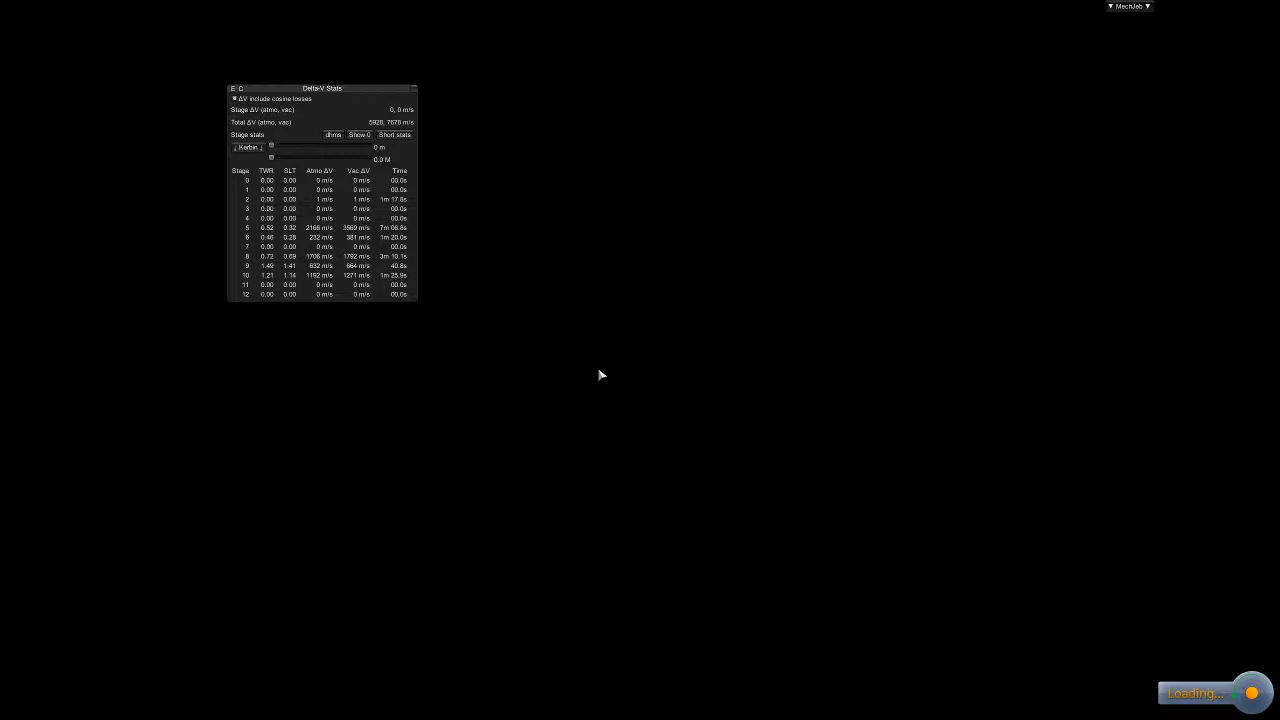 ▼ MechJeb ▼
E C Delta-V Stats
ΔV include cosine losses
Stage ΔV (atmo, vac) 0, 0 m/s
Total ΔV (atmo, vac) 5928, 7678 m/s
Stage stats dhms Show 0 Short stats
↓ Kerbin ↓ 0 m
0.0 M
Stage TWR SLT Atmo ΔV Vac ΔV Time
0 0.00 0.00 0 m/s 0 m/s 00.0s
1 0.00 0.00 0 m/s 0 m/s 00.0s
2 0.00 0.00 1 m/s 1 m/s 1m 17.8s
3 0.00 0.00 0 m/s 0 m/s 00.0s
4 0.00 0.00 0 m/s 0 m/s 00.0s
5 0.52 0.32 2166 m/s 3569 m/s 7m 06.8s
6 0.46 0.28 232 m/s 381 m/s 1m 20.0s
7 0.00 0.00 0 m/s 0 m/s 00.0s
8 0.72 0.69 1706 m/s 1792 m/s 3m 10.1s
9 1.49 1.41 632 m/s 664 m/s 40.8s
10 1.21 1.14 1192 m/s 1271 m/s 1m 25.9s
11 0.00 0.00 0 m/s 0 m/s 00.0s
12 0.00 0.00 0 m/s 0 m/s 00.0s
Loading...